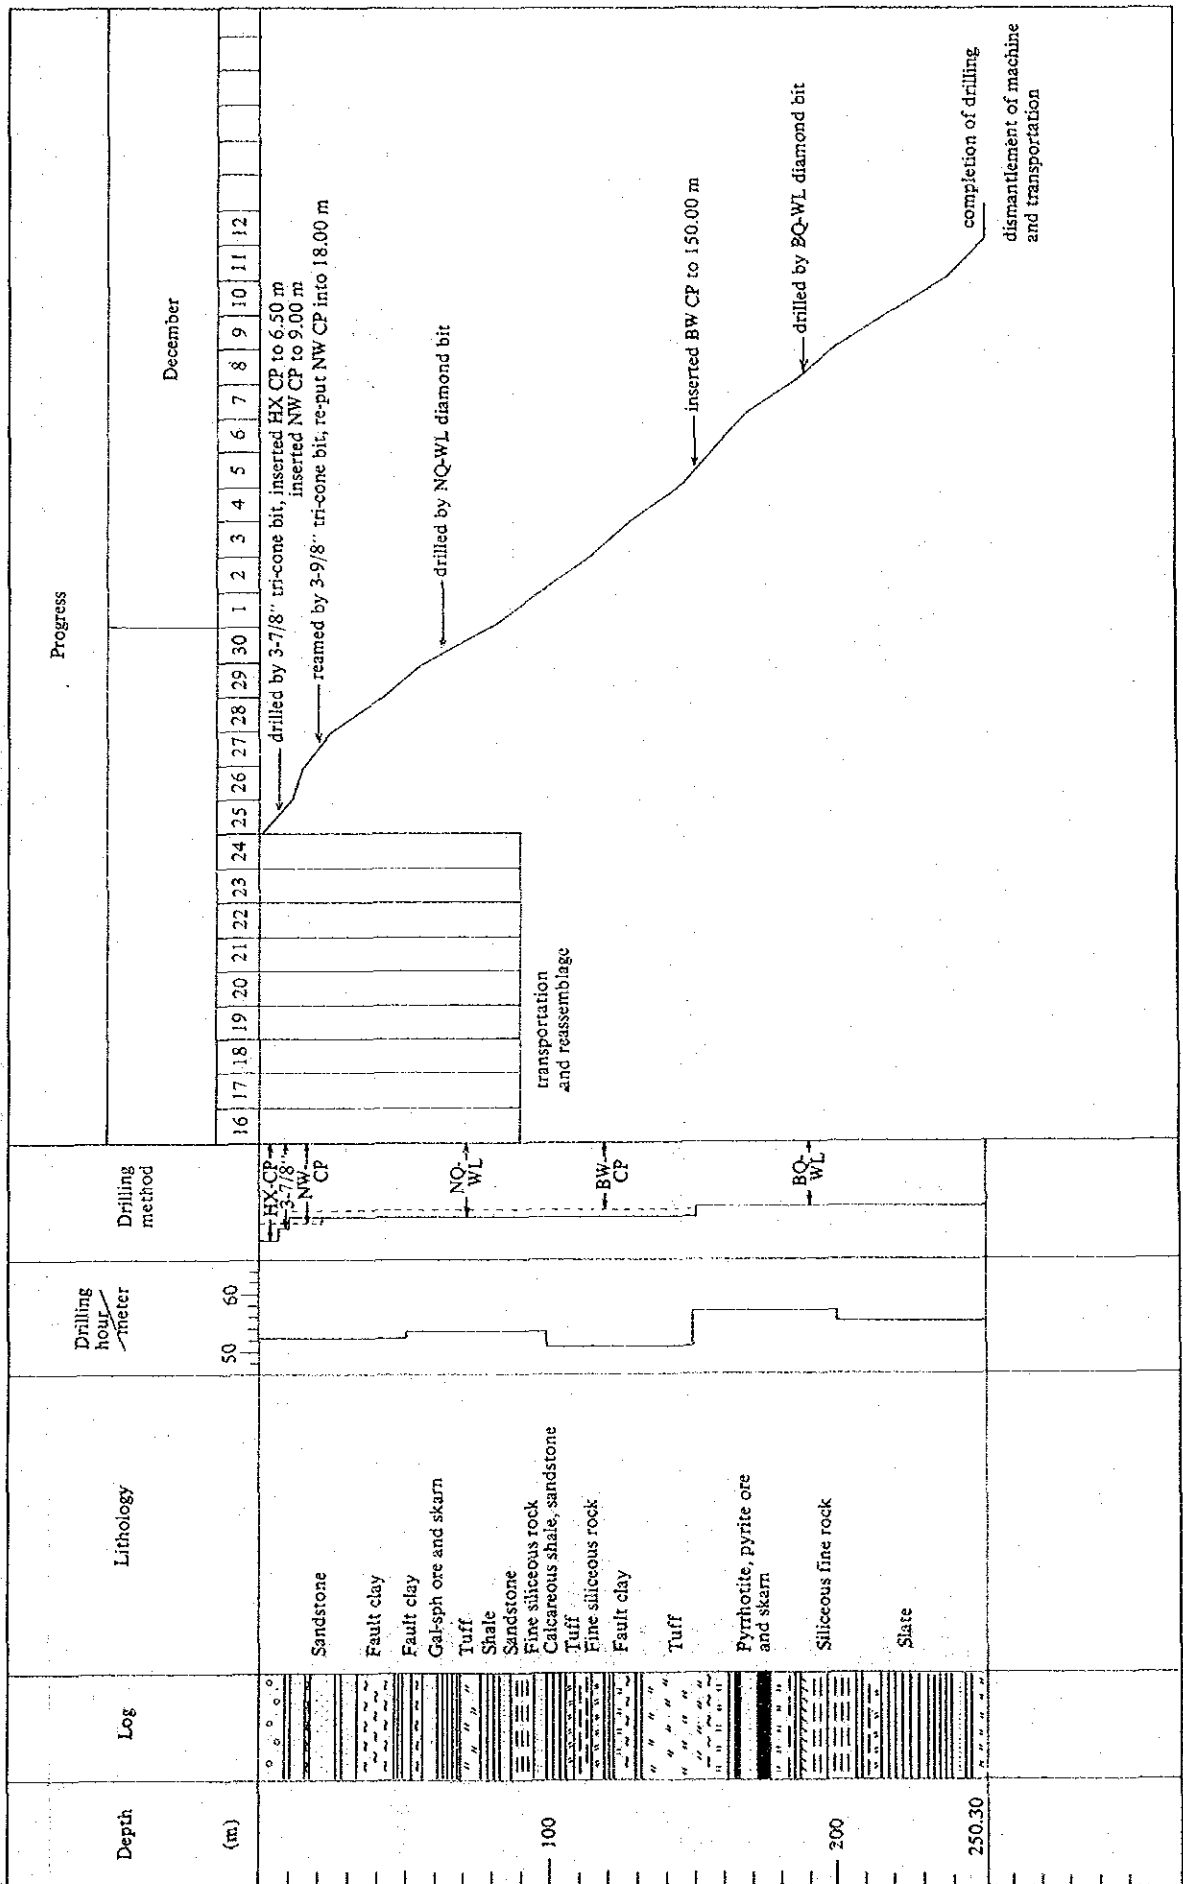 Depth
(m)
100
200
250.30
Log
Lithology
Sandstone
Fault clay
Fault clay
Gal-sph ore and skarn
Tuff
Shale
Sandstone
Fine siliceous rock
Calcareous shale, sandstone
Tuff
Fine siliceous rock
Fault clay
Tuff
Pyrrhotite, pyrite ore
and skarn
Siliceous fine rock
Slate
Drilling
hour
meter
50
60
Drilling
method
HX-CP
3-7/8''
NW-
CP
NQ-
WL
BW-
CP
BQ-
WL
Progress
December
16 17 18 19 20 21 22 23 24 25 26 27 28 29 30 1 2 3 4 5 6 7 8 9 10 11 12
transportation
and reassemblage
drilled by 3-7/8'' tri-cone bit, inserted HX CP to 6.50 m
inserted NW CP to 9.00 m
reamed by 3-9/8'' tri-cone bit, re-put NW CP into 18.00 m
drilled by NQ-WL diamond bit
inserted BW CP to 150.00 m
drilled by BQ-WL diamond bit
completion of drilling
dismantlement of machine
and transportation